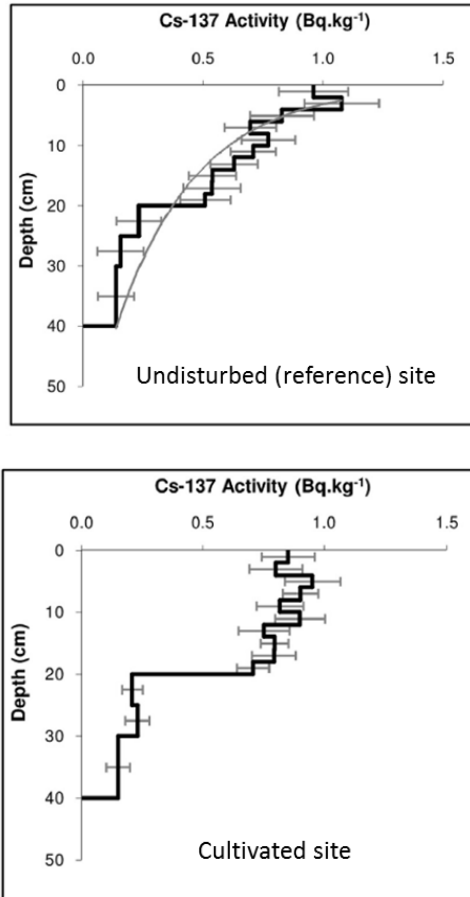 Cs-137 Activity (Bq.kg⁻¹)
0.0 0.5 1.0 1.5
0
10
20
30
40
50
Depth (cm)
Undisturbed (reference) site
Cs-137 Activity (Bq.kg⁻¹)
0.0 0.5 1.0 1.5
0
10
20
30
40
50
Depth (cm)
Cultivated site